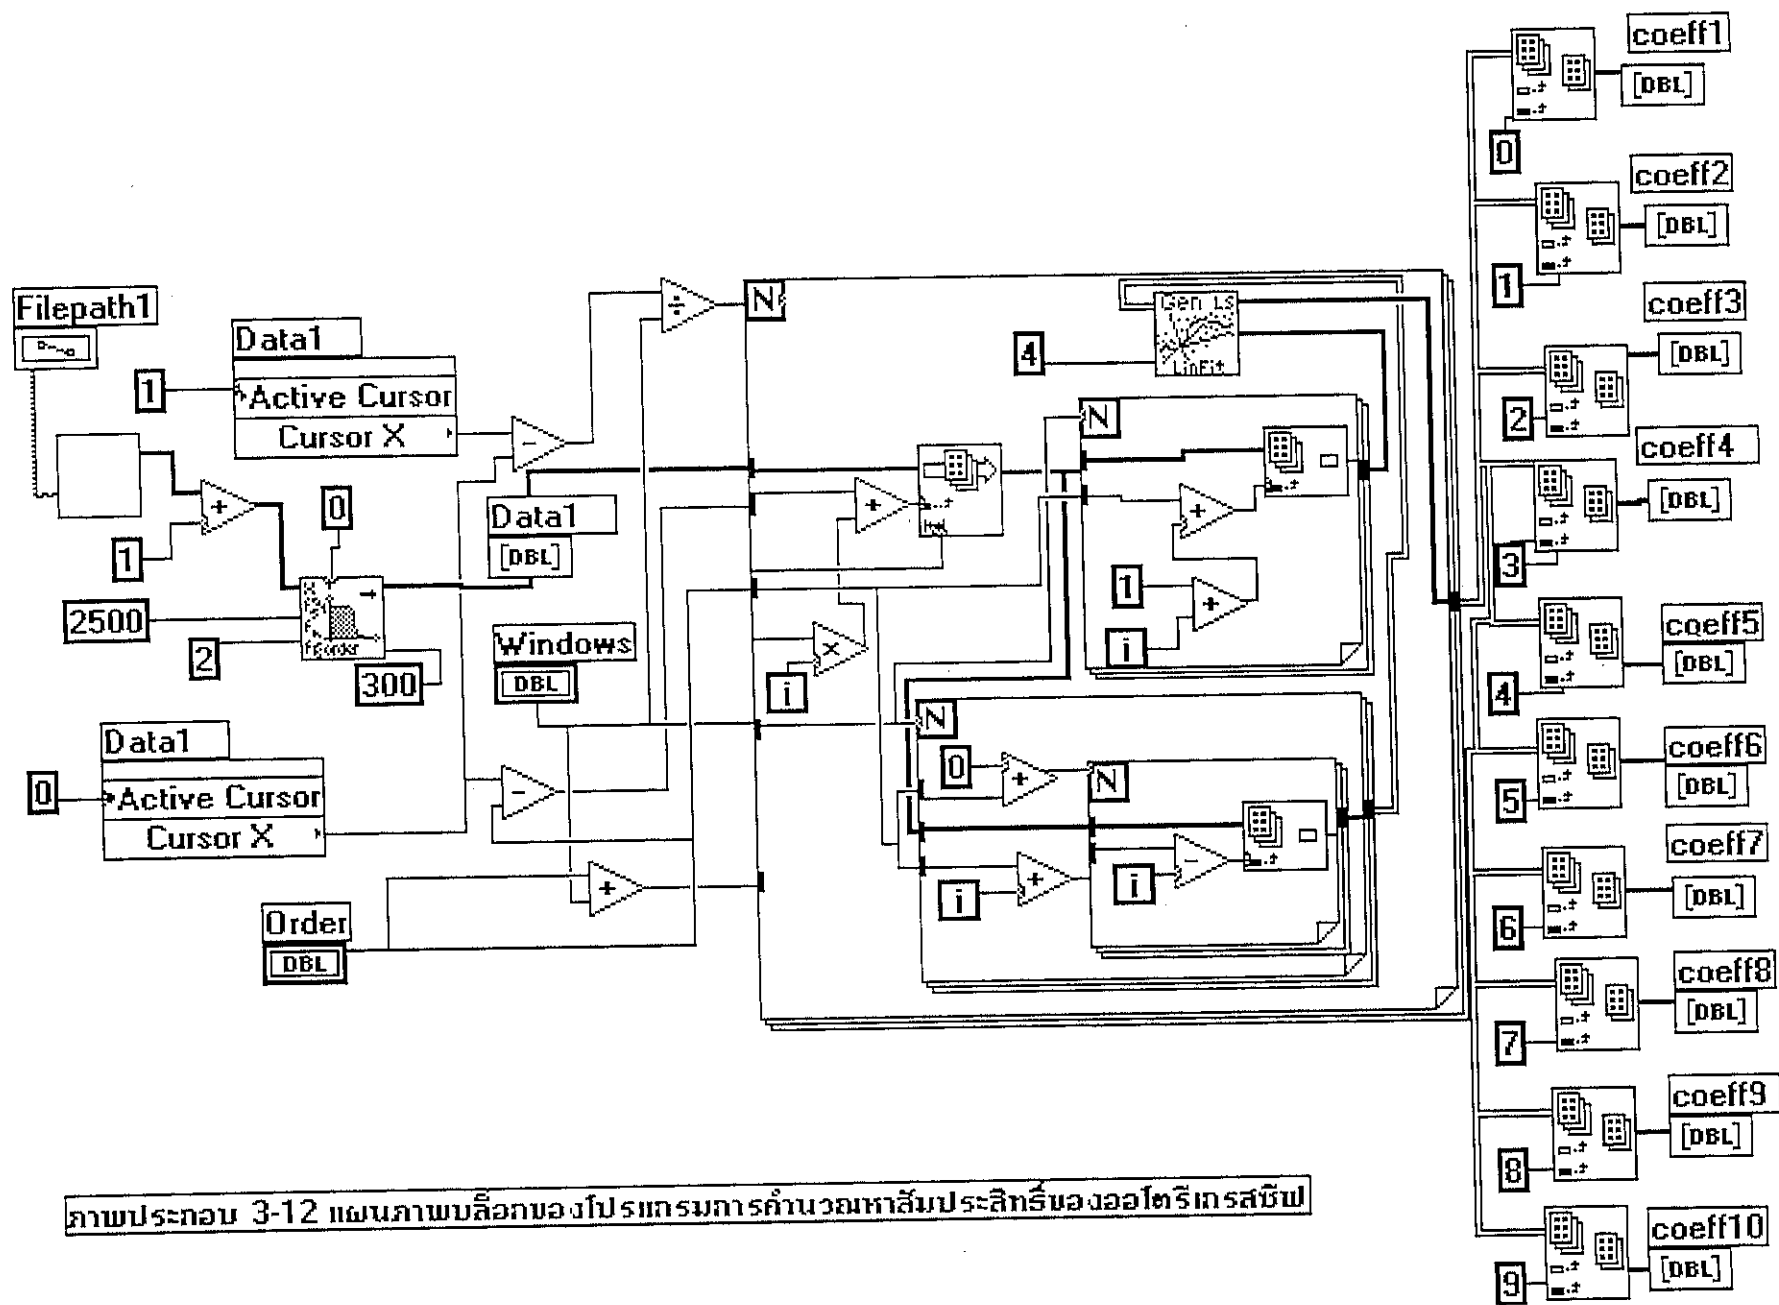 coeff1
[DBL]
0
coeff2
[DBL]
1
coeff3
[DBL]
2
coeff4
[DBL]
3
coeff5
[DBL]
4
coeff6
[DBL]
5
coeff7
[DBL]
6
coeff8
[DBL]
7
coeff9
[DBL]
8
coeff10
[DBL]
9
Filepath1
Data1
1
Active Cursor
Cursor X
÷
N
Gen LS
LinFit
4
−
+
1
0
Data1
[DBL]
2500
2
300
Windows
DBL
×
i
+
N
+
1
+
i
Data1
0
Active Cursor
Cursor X
−
+
Order
DBL
N
0
+
N
i
+
i
−
ภาพประกอบ 3-12 แผนภาพบล็อกของโปรแกรมการคำนวณหาสัมประสิทธิ์ของออโตรีเกรสซีฟ